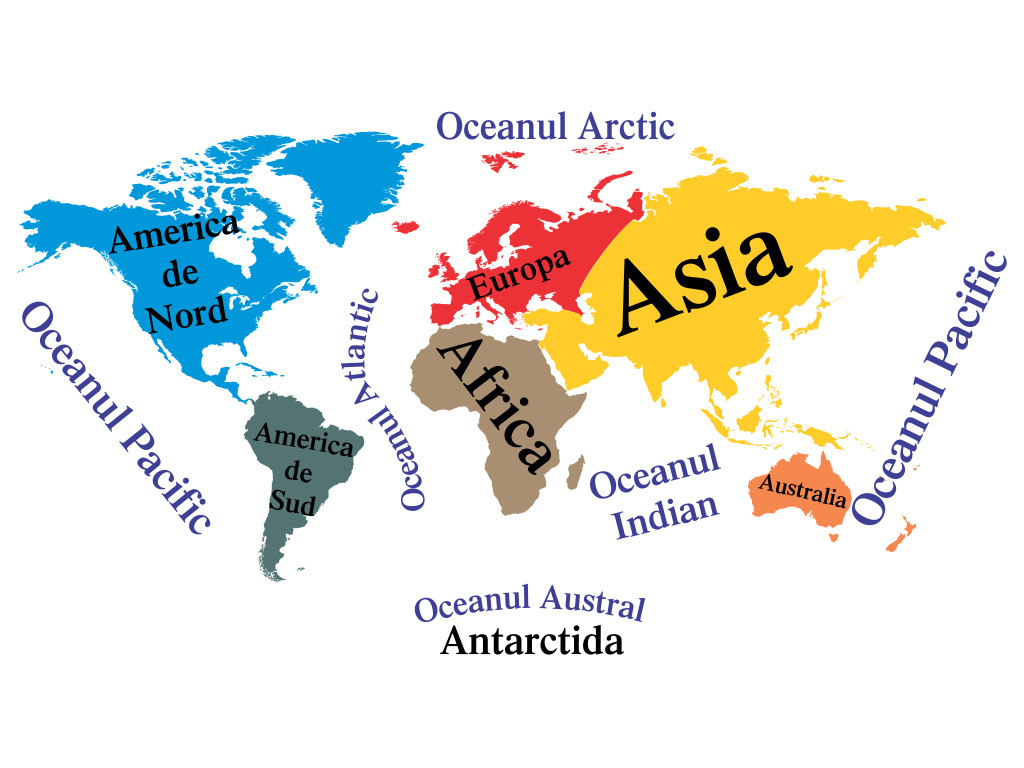 Oceanul Arctic
America
de
Nord
Europa
Asia
Oceanul Pacific
Oceanul Atlantic
Africa
Oceanul Pacific
America
de
Sud
Oceanul
Indian
Australia
Oceanul Austral
Antarctida